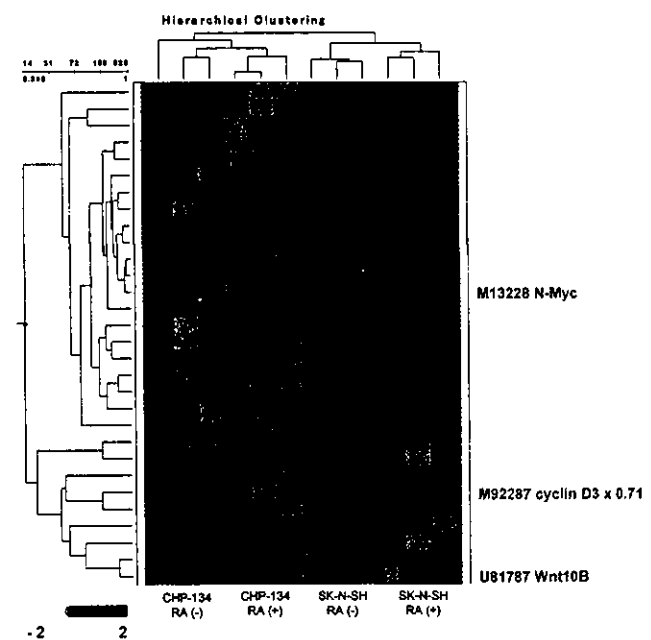 Hierarchical Clustering
M13228 N-Myc
M92287 cyclin D3 x 0.71
U81787 Wnt10B
CHP-134 CHP-134 SK-N-SH SK-N-SH
RA (-) RA (+) RA (-) RA (+)
-2 2